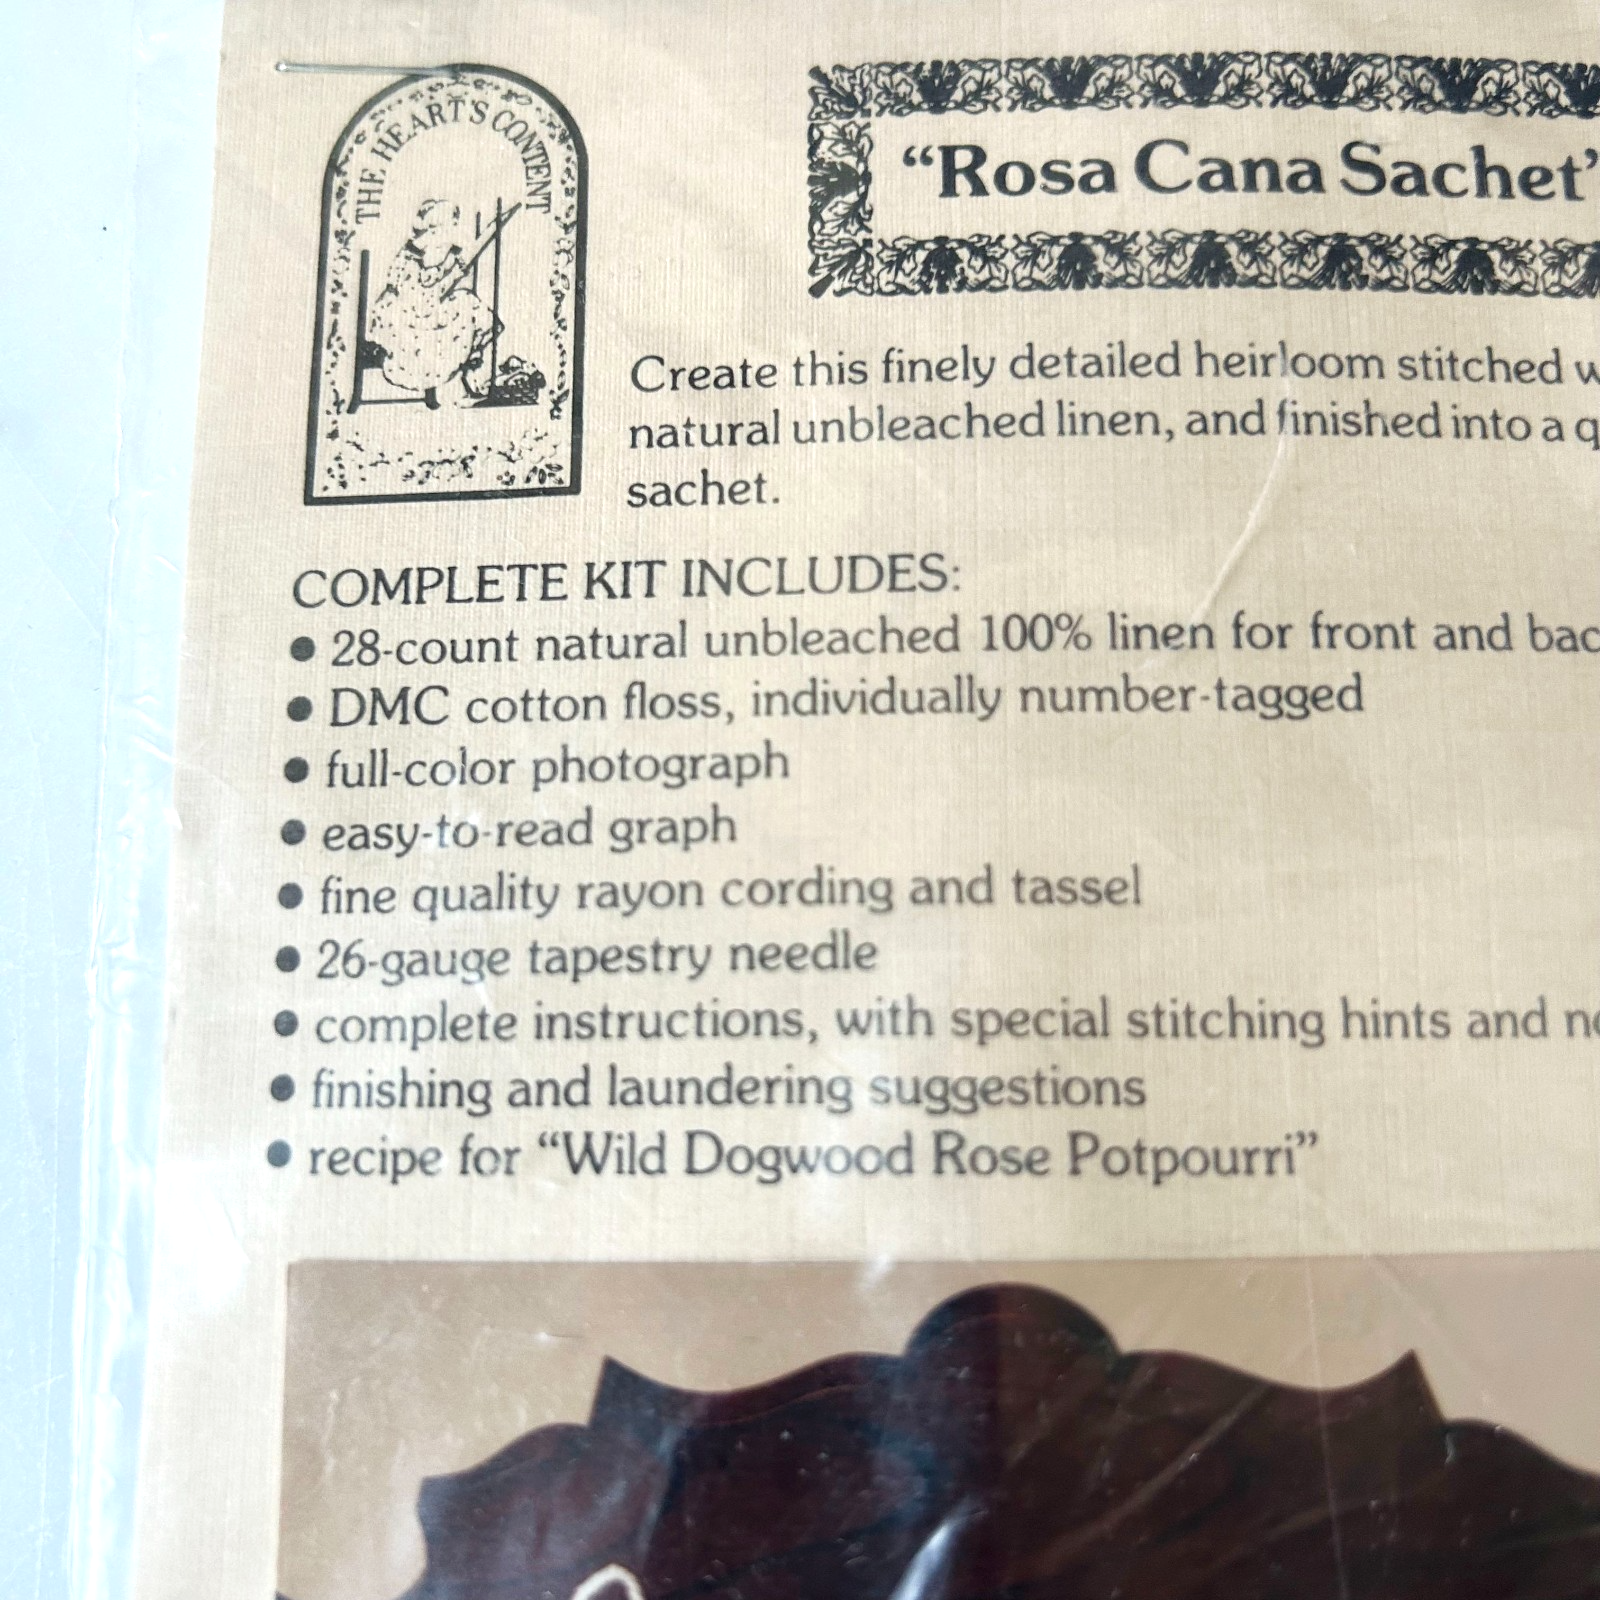 THE HEART'S CONTENT
"Rosa Cana Sachet"
Create this finely detailed heirloom stitched
natural unbleached linen, and finished into a
sachet.
COMPLETE KIT INCLUDES:
● 28-count natural unbleached 100% linen for front and
● DMC cotton floss, individually number-tagged
● full-color photograph
● easy-to-read graph
● fine quality rayon cording and tassel
● 26-gauge tapestry needle
● complete instructions, with special stitching hints and
● finishing and laundering suggestions
● recipe for "Wild Dogwood Rose Potpourri"